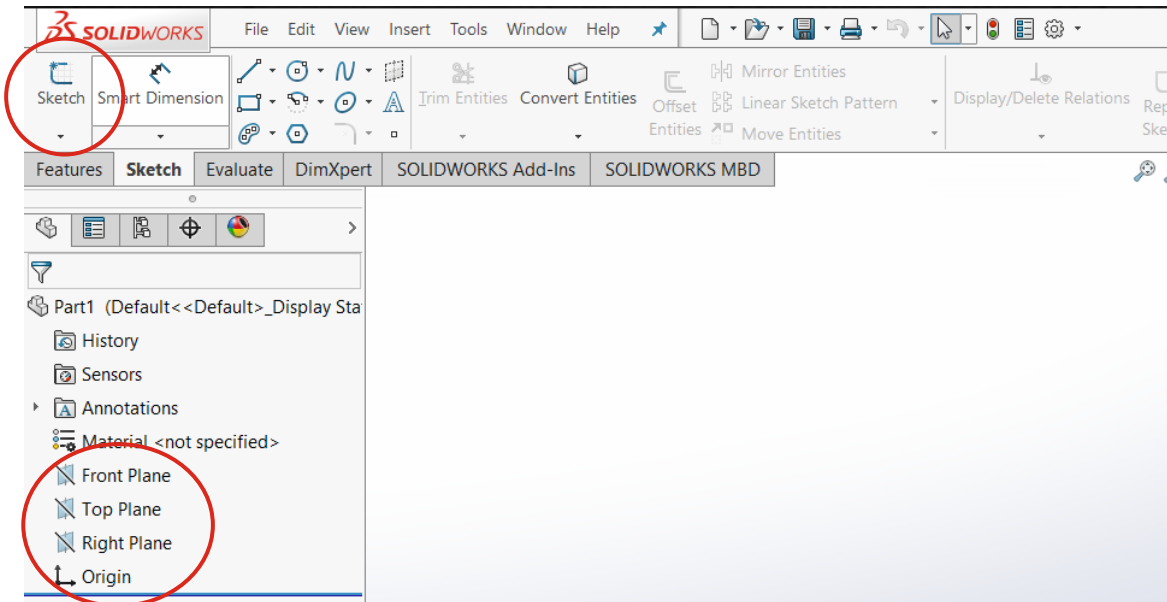 SOLIDWORKS File Edit View Insert Tools Window Help
Sketch Smart Dimension Trim Entities Convert Entities Offset Entities Mirror Entities Linear Sketch Pattern Move Entities Display/Delete Relations
Features Sketch Evaluate DimXpert SOLIDWORKS Add-Ins SOLIDWORKS MBD
Part1 (Default<<Default>_Display Sta
History
Sensors
A Annotations
Material <not specified>
Front Plane
Top Plane
Right Plane
Origin